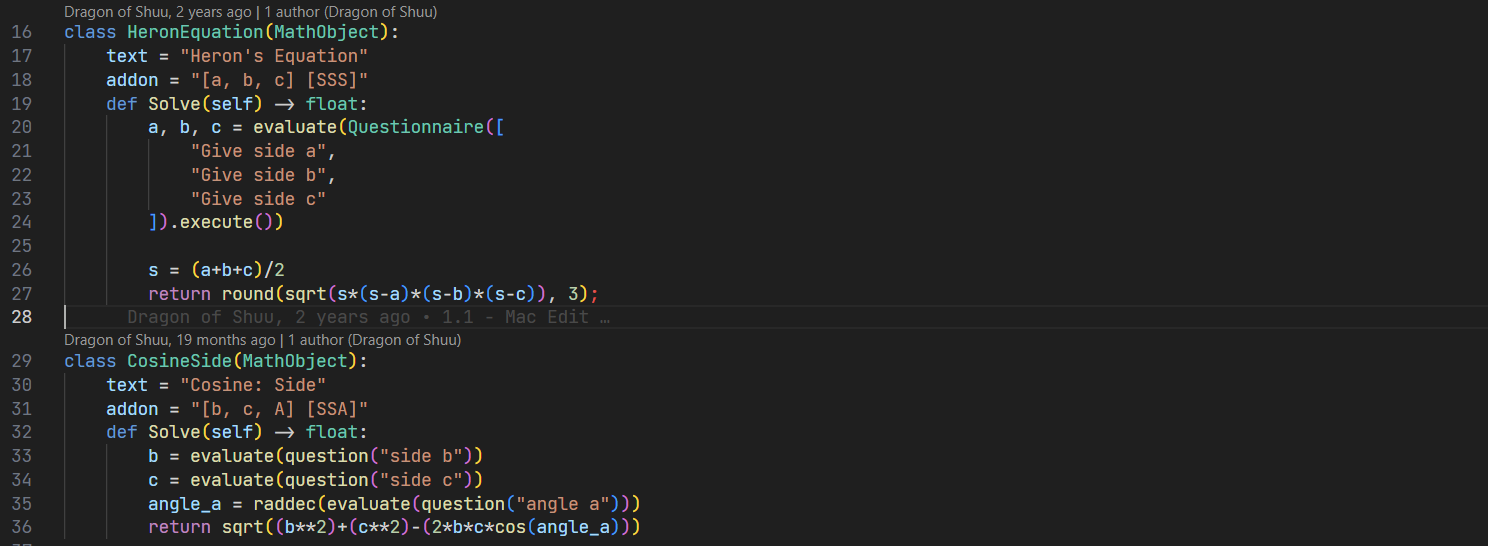 Dragon of Shuu, 2 years ago | 1 author (Dragon of Shuu)
16 class HeronEquation(MathObject):
17 text = "Heron's Equation"
18 addon = "[a, b, c] [SSS]"
19 def Solve(self) -> float:
20 a, b, c = evaluate(Questionnaire([
21 "Give side a",
22 "Give side b",
23 "Give side c"
24 ]).execute())
25
26 s = (a+b+c)/2
27 return round(sqrt(s*(s-a)*(s-b)*(s-c)), 3);
28 Dragon of Shuu, 2 years ago • 1.1 - Mac Edit …
Dragon of Shuu, 19 months ago | 1 author (Dragon of Shuu)
29 class CosineSide(MathObject):
30 text = "Cosine: Side"
31 addon = "[b, c, A] [SSA]"
32 def Solve(self) -> float:
33 b = evaluate(question("side b"))
34 c = evaluate(question("side c"))
35 angle_a = raddec(evaluate(question("angle a")))
36 return sqrt((b**2)+(c**2)-(2*b*c*cos(angle_a)))